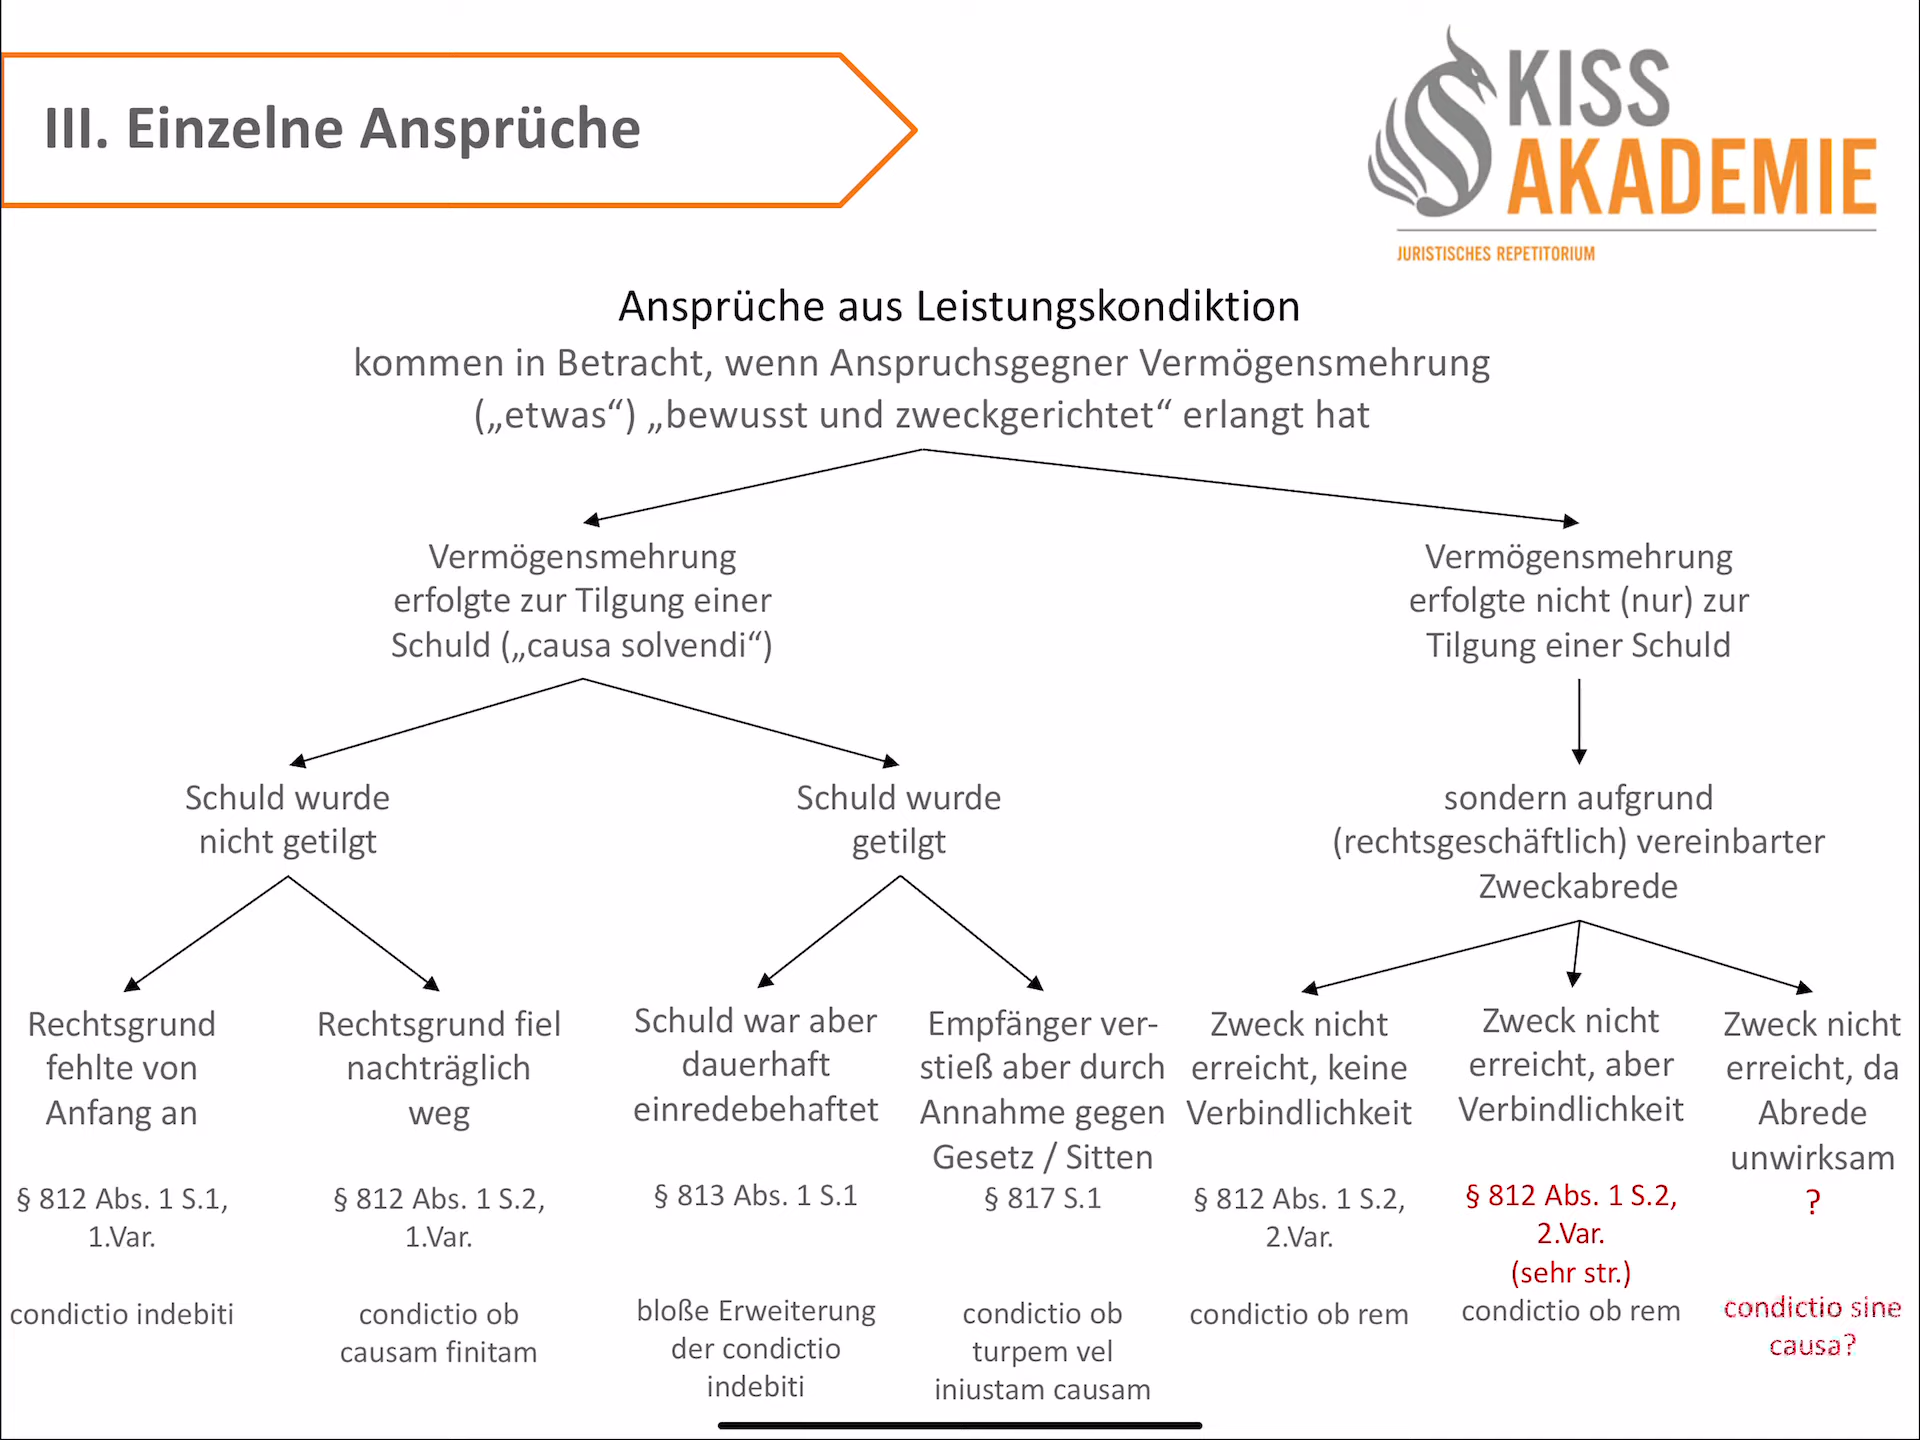 III. Einzelne Ansprüche
KISS
AKADEMIE
JURISTISCHES REPETITORIUM
Ansprüche aus Leistungskondiktion
kommen in Betracht, wenn Anspruchsgegner Vermögensmehrung
(„etwas“) „bewusst und zweckgerichtet“ erlangt hat
Vermögensmehrung
erfolgte zur Tilgung einer
Schuld („causa solvendi“)
Vermögensmehrung
erfolgte nicht (nur) zur
Tilgung einer Schuld
Schuld wurde
nicht getilgt
Schuld wurde
getilgt
sondern aufgrund
(rechtsgeschäftlich) vereinbarter
Zweckabrede
Rechtsgrund
fehlte von
Anfang an
§ 812 Abs. 1 S.1,
1.Var.
condictio indebiti
Rechtsgrund fiel
nachträglich
weg
§ 812 Abs. 1 S.2,
1.Var.
condictio ob
causam finitam
Schuld war aber
dauerhaft
einredebehaftet
§ 813 Abs. 1 S.1
bloße Erweiterung
der condictio
indebiti
Empfänger ver-
stieß aber durch
Annahme gegen
Gesetz / Sitten
§ 817 S.1
condictio ob
turpem vel
iniustam causam
Zweck nicht
erreicht, keine
Verbindlichkeit
§ 812 Abs. 1 S.2,
2.Var.
condictio ob rem
Zweck nicht
erreicht, aber
Verbindlichkeit
§ 812 Abs. 1 S.2,
2.Var.
(sehr str.)
condictio ob rem
Zweck nicht
erreicht, da
Abrede
unwirksam
?
condictio sine
causa?